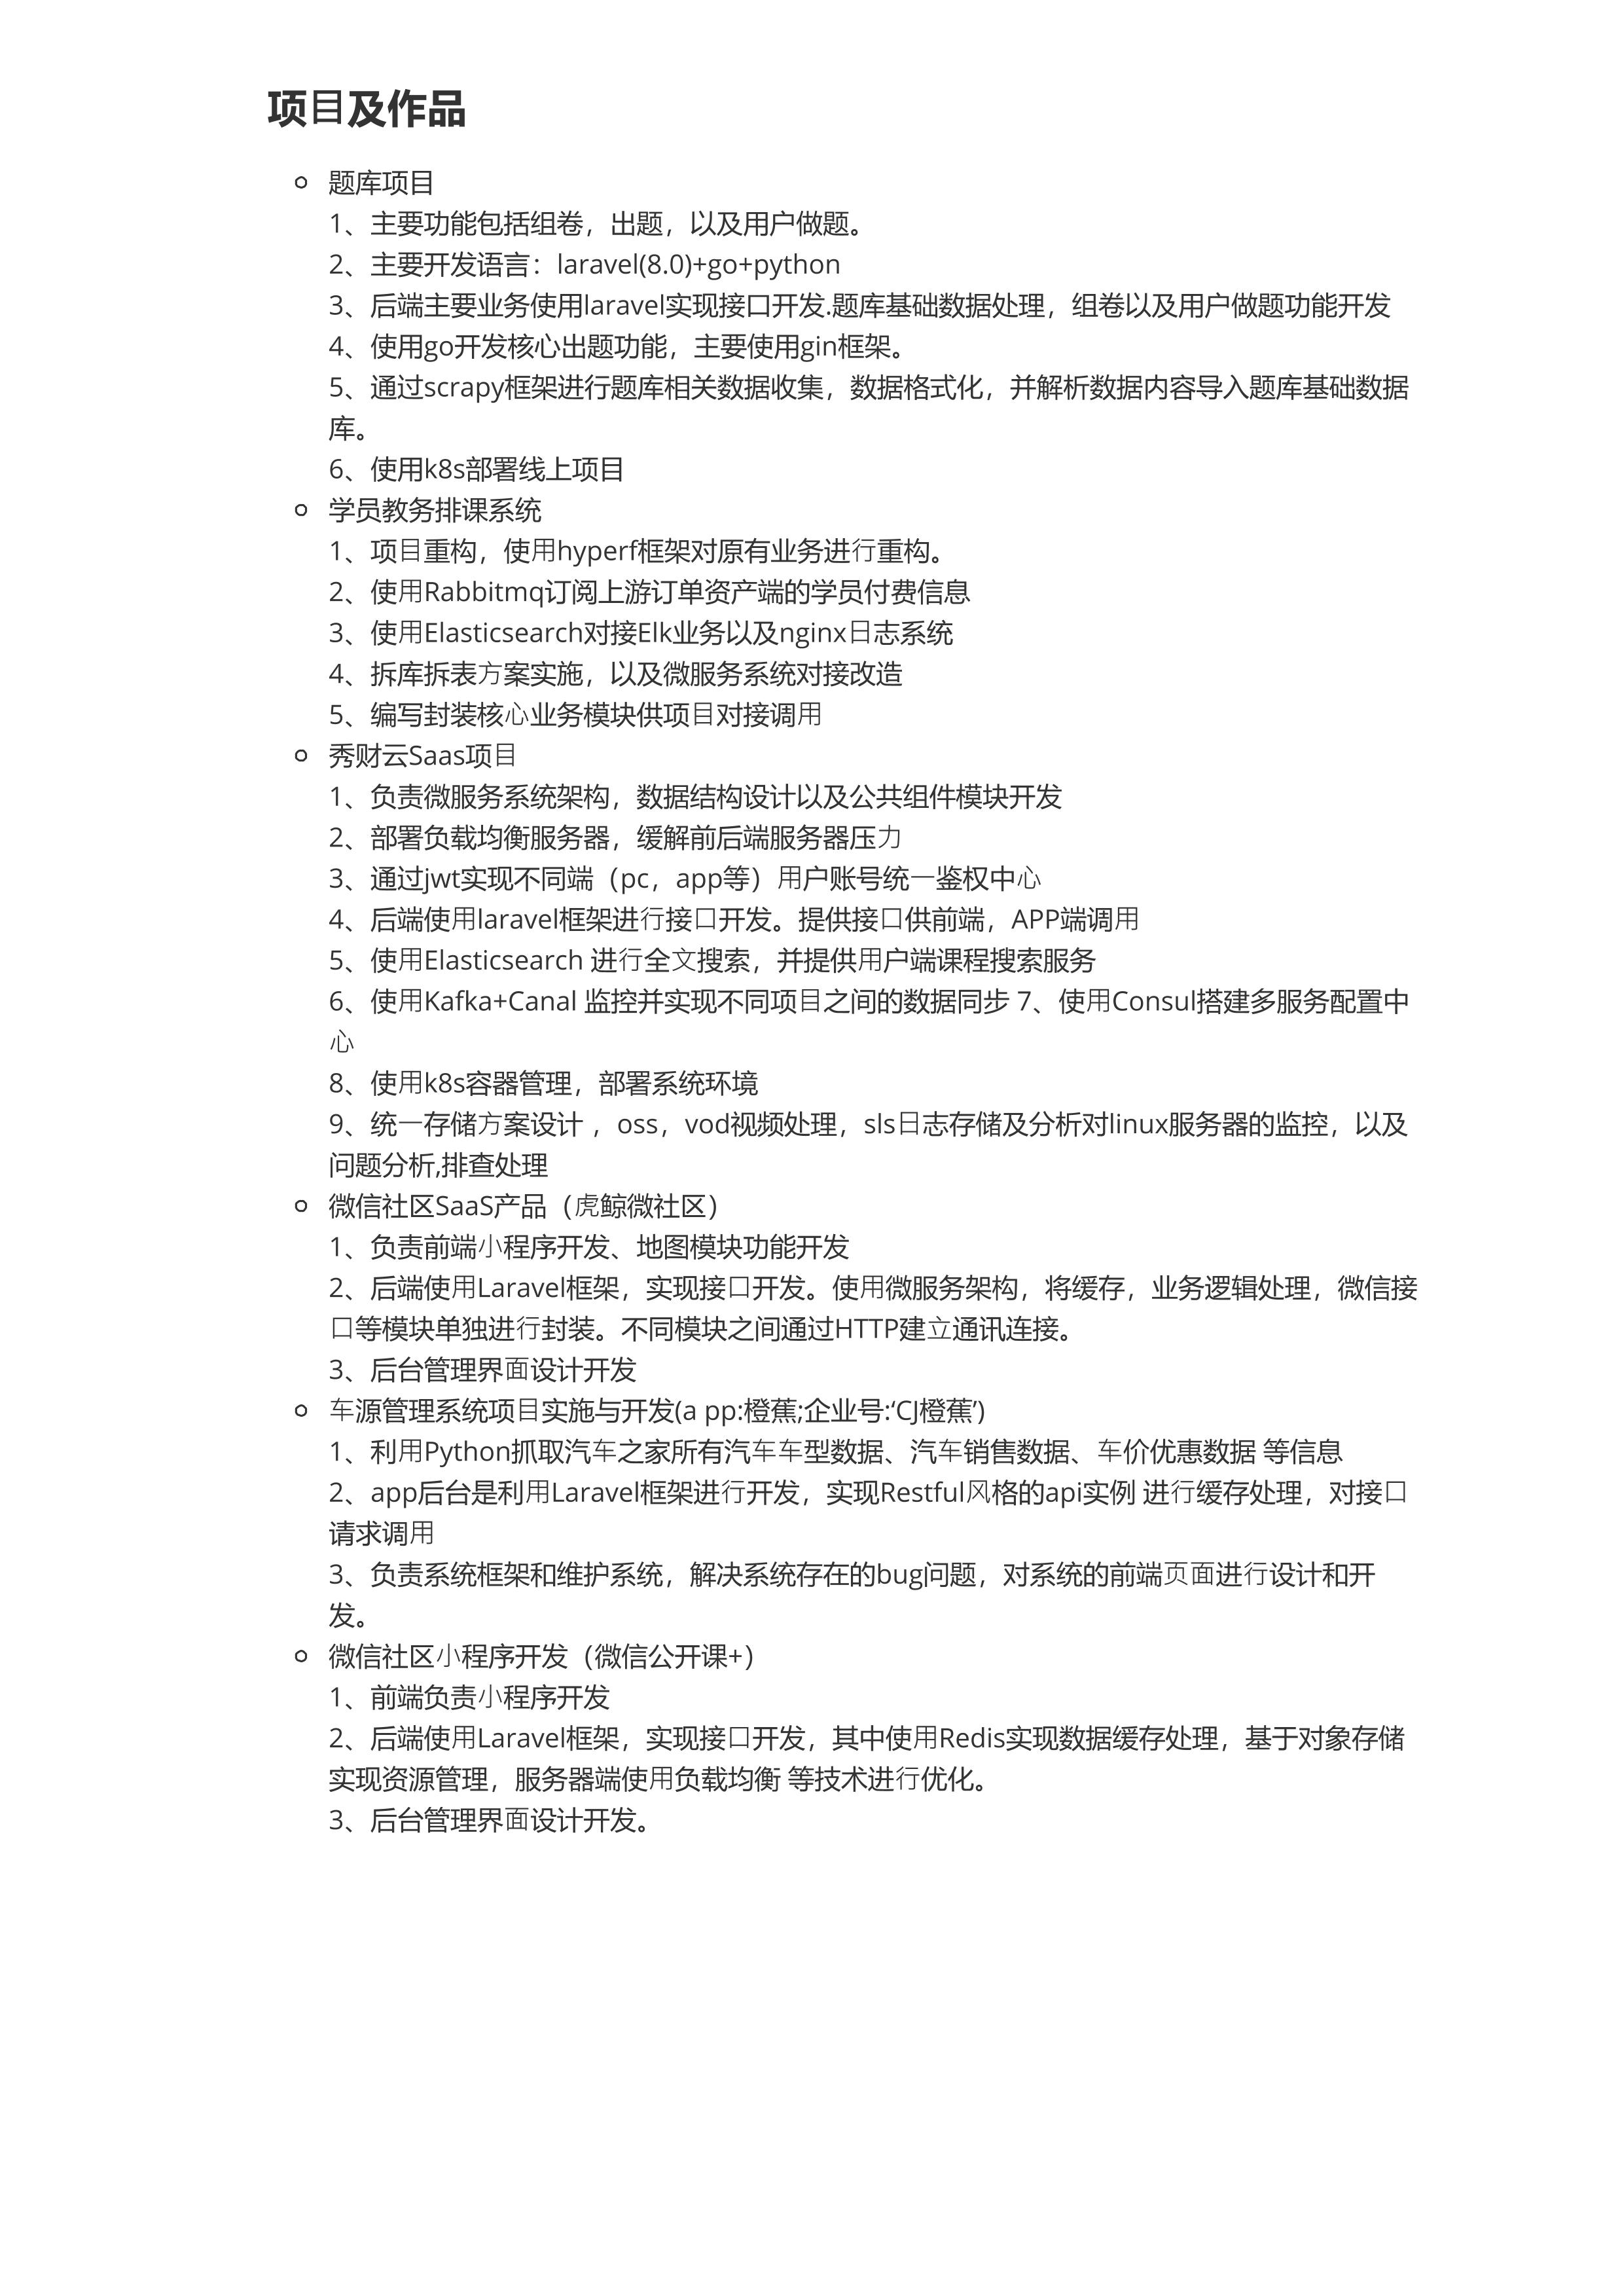 项目及作品
题库项目
1、主要功能包括组卷，出题，以及用户做题。
2、主要开发语言：laravel(8.0)+go+python
3、后端主要业务使用laravel实现接口开发.题库基础数据处理，组卷以及用户做题功能开发
4、使用go开发核心出题功能，主要使用gin框架。
5、通过scrapy框架进行题库相关数据收集，数据格式化，并解析数据内容导入题库基础数据
库。
6、使用k8s部署线上项目
学员教务排课系统
1、项目重构，使用hyperf框架对原有业务进行重构。
2、使用Rabbitmq订阅上游订单资产端的学员付费信息
3、使用Elasticsearch对接Elk业务以及nginx日志系统
4、拆库拆表方案实施，以及微服务系统对接改造
5、编写封装核心业务模块供项目对接调用
秀财云Saas项目
1、负责微服务系统架构，数据结构设计以及公共组件模块开发
2、部署负载均衡服务器，缓解前后端服务器压力
3、通过jwt实现不同端（pc，app等）用户账号统一鉴权中心
4、后端使用laravel框架进行接口开发。提供接口供前端，APP端调用
5、使用Elasticsearch 进行全文搜索，并提供用户端课程搜索服务
6、使用Kafka+Canal 监控并实现不同项目之间的数据同步 7、使用Consul搭建多服务配置中
心
8、使用k8s容器管理，部署系统环境
9、统一存储方案设计 ，oss，vod视频处理，sls日志存储及分析对linux服务器的监控，以及
问题分析,排查处理
微信社区SaaS产品（虎鲸微社区）
1、负责前端小程序开发、地图模块功能开发
2、后端使用Laravel框架，实现接口开发。使用微服务架构，将缓存，业务逻辑处理，微信接
口等模块单独进行封装。不同模块之间通过HTTP建立通讯连接。
3、后台管理界面设计开发
车源管理系统项目实施与开发(a pp:橙蕉;企业号:‘CJ橙蕉’)
1、利用Python抓取汽车之家所有汽车车型数据、汽车销售数据、车价优惠数据 等信息
2、app后台是利用Laravel框架进行开发，实现Restful风格的api实例 进行缓存处理，对接口
请求调用
3、负责系统框架和维护系统，解决系统存在的bug问题，对系统的前端页面进行设计和开
发。
微信社区小程序开发（微信公开课+）
1、前端负责小程序开发
2、后端使用Laravel框架，实现接口开发，其中使用Redis实现数据缓存处理，基于对象存储
实现资源管理，服务器端使用负载均衡 等技术进行优化。
3、后台管理界面设计开发。